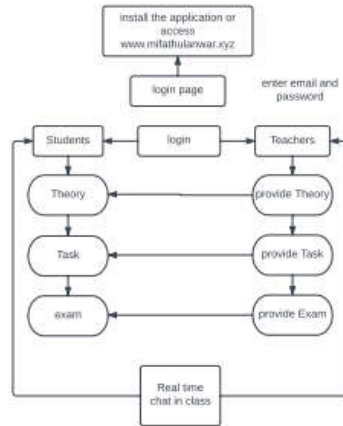 install the application or
access
www.mifathulanwar.xyz
login page
enter email and
password
Students
login
Teachers
Theory
provide Theory
Task
provide Task
exam
provide Exam
Real time
chat in class